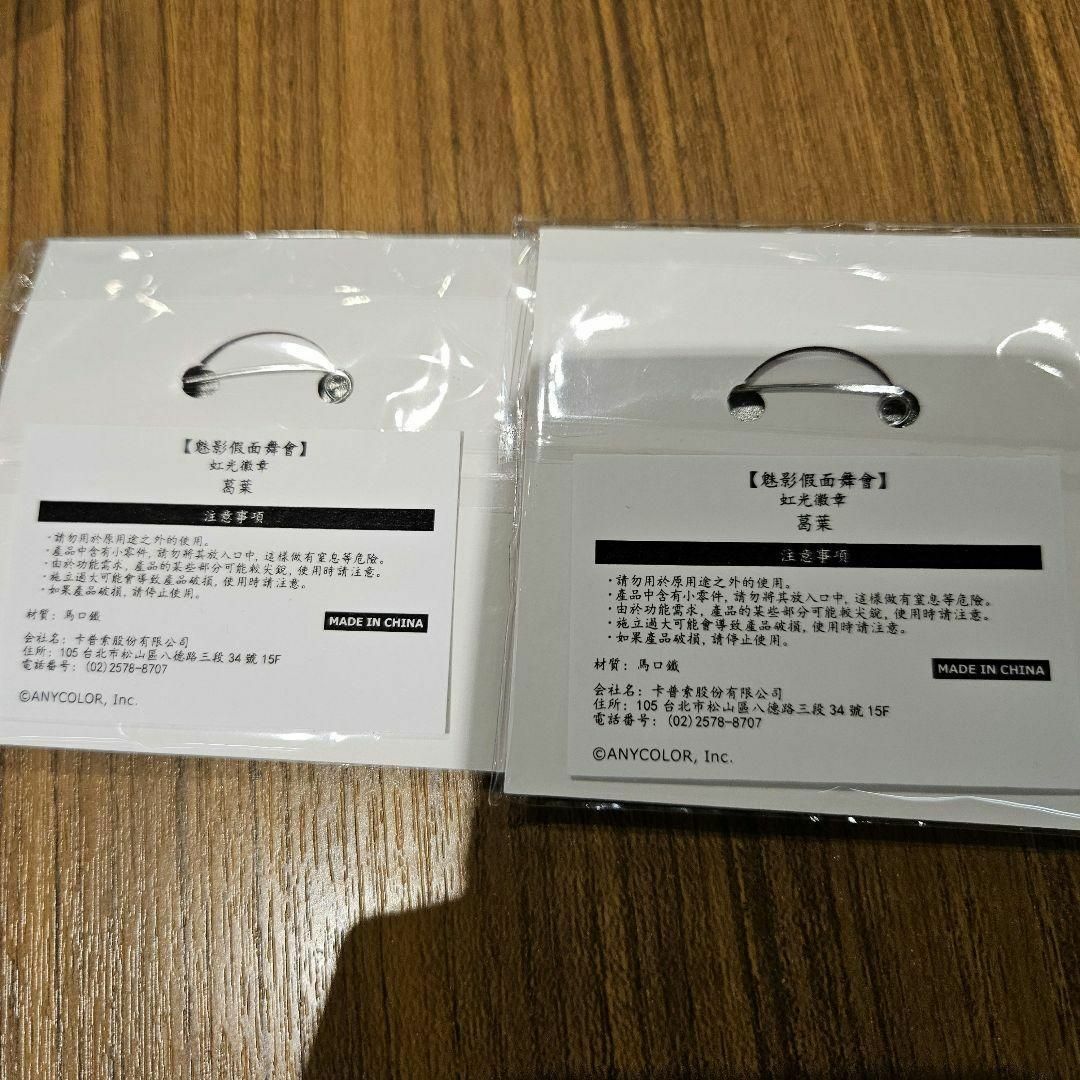 【魅影假面舞會】
虹光徽章
葛葉
注意事項
・請勿用於原用途之外的使用。
・產品中含有小零件, 請勿將其放入口中, 這樣做有窒息等危險。
・由於功能需求, 產品的某些部分可能較尖銳, 使用時請注意。
・施立過大可能會導致產品破損, 使用時請注意。
・如果產品破損, 請停止使用。
材質: 馬口鐵
MADE IN CHINA
会社名: 卡普索股份有限公司
住所: 105 台北市松山區八德路三段 34 號 15F
電話番号: (02)2578-8707
©ANYCOLOR, Inc.
【魅影假面舞會】
虹光徽章
葛葉
注意事項
・請勿用於原用途之外的使用。
・產品中含有小零件, 請勿將其放入口中, 這樣做有窒息等危險。
・由於功能需求, 產品的某些部分可能較尖銳, 使用時請注意。
・施立過大可能會導致產品破損, 使用時請注意。
・如果產品破損, 請停止使用。
材質: 馬口鐵
MADE IN CHINA
会社名: 卡普索股份有限公司
住所: 105 台北市松山區八德路三段 34 號 15F
電話番号: (02)2578-8707
©ANYCOLOR, Inc.